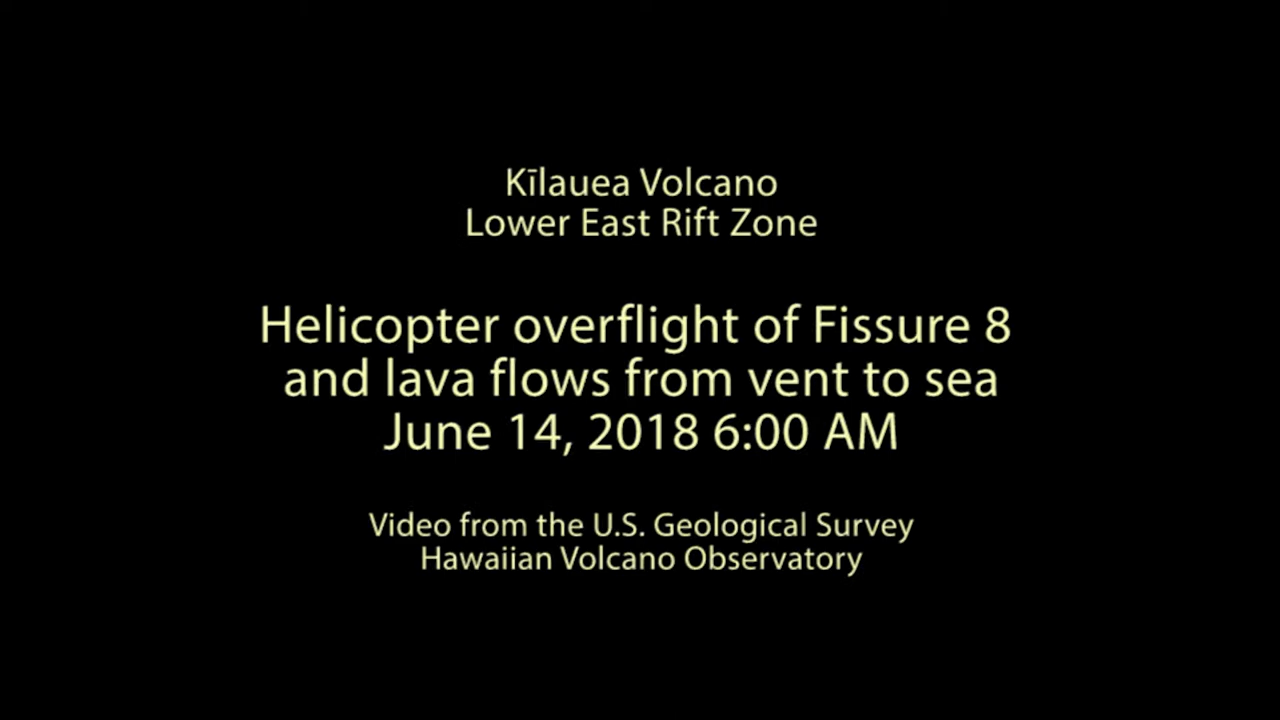 Kīlauea Volcano
Lower East Rift Zone
Helicopter overflight of Fissure 8
and lava flows from vent to sea
June 14, 2018 6:00 AM
Video from the U.S. Geological Survey
Hawaiian Volcano Observatory